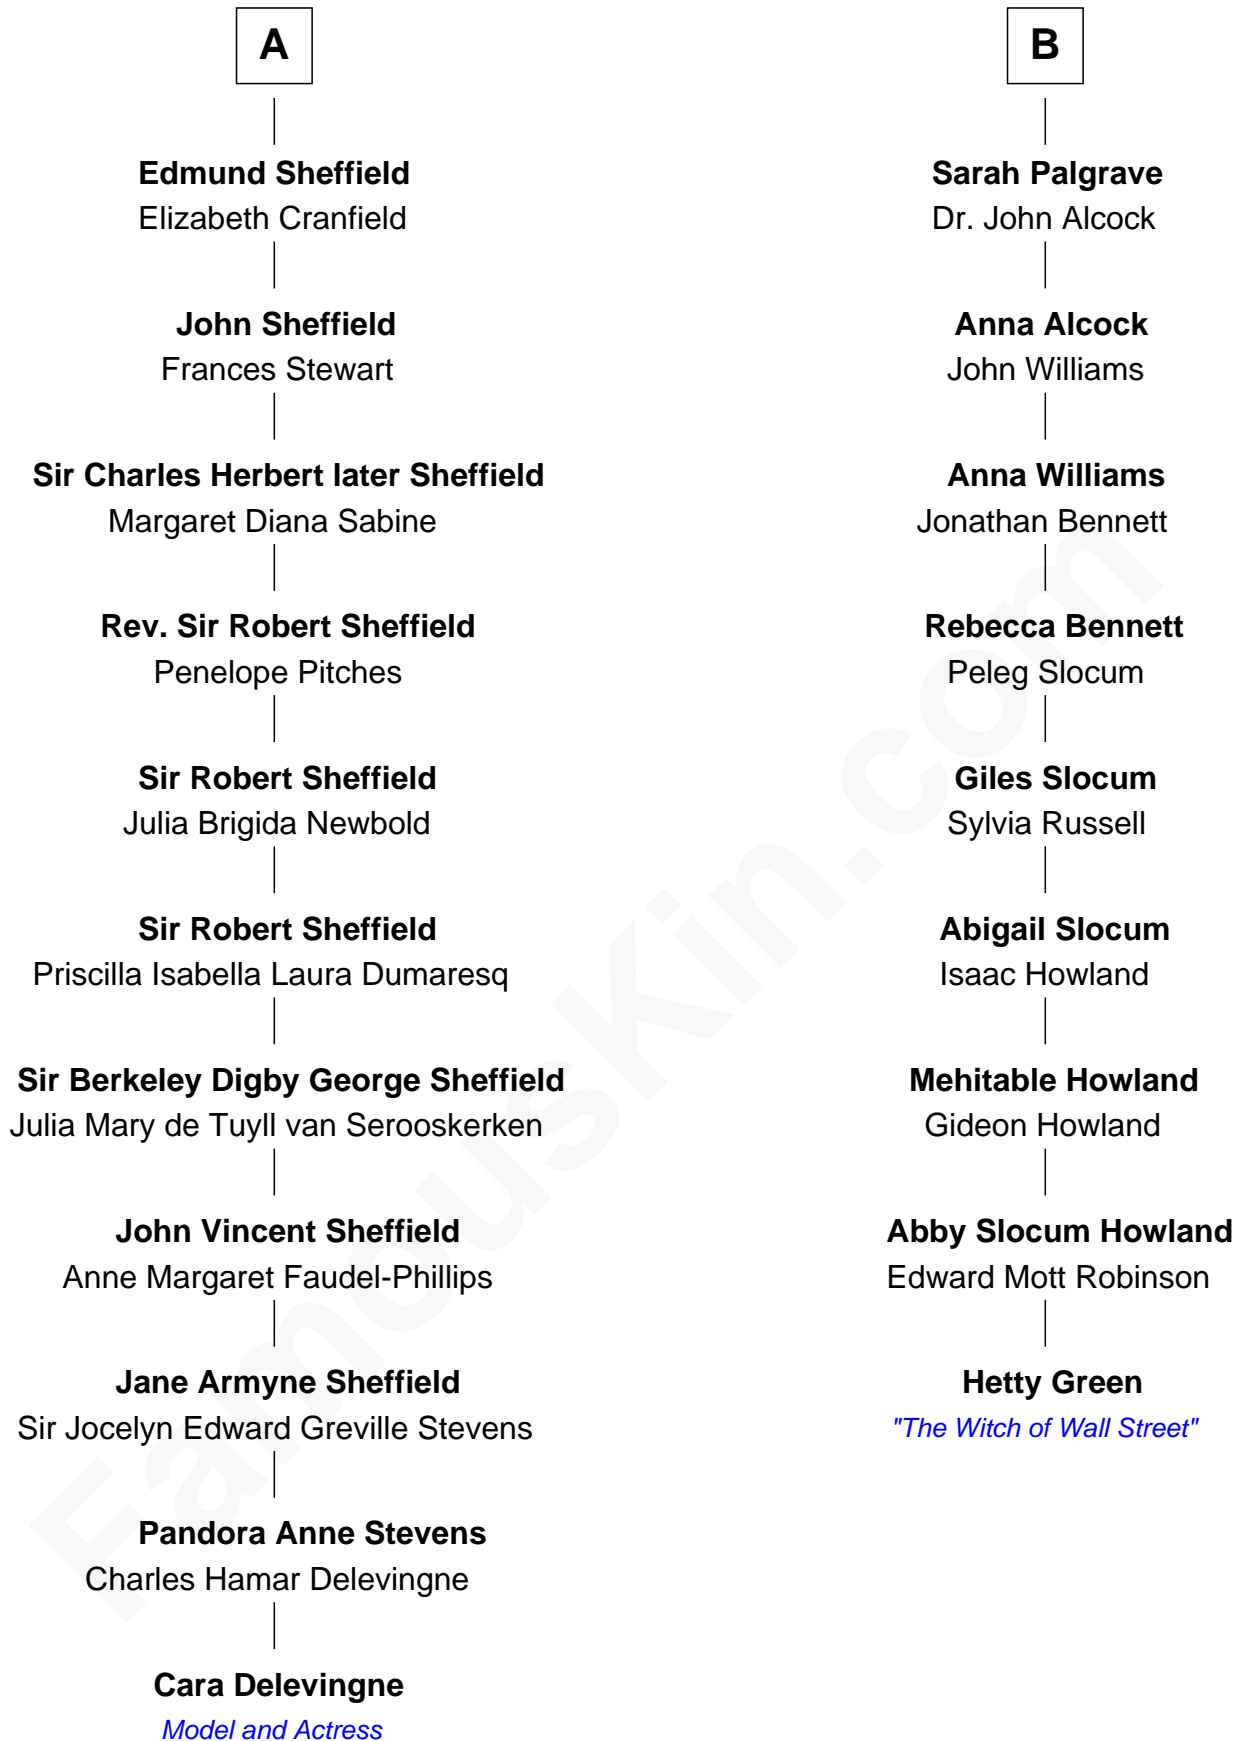 A
Edmund Sheffield
Elizabeth Cranfield
John Sheffield
Frances Stewart
Sir Charles Herbert later Sheffield
Margaret Diana Sabine
Rev. Sir Robert Sheffield
Penelope Pitches
Sir Robert Sheffield
Julia Brigida Newbold
Sir Robert Sheffield
Priscilla Isabella Laura Dumaresq
Sir Berkeley Digby George Sheffield
Julia Mary de Tuyll van Serooskerken
John Vincent Sheffield
Anne Margaret Faudel-Phillips
Jane Armyne Sheffield
Sir Jocelyn Edward Greville Stevens
Pandora Anne Stevens
Charles Hamar Delevingne
Cara Delevingne
Model and Actress
B
Sarah Palgrave
Dr. John Alcock
Anna Alcock
John Williams
Anna Williams
Jonathan Bennett
Rebecca Bennett
Peleg Slocum
Giles Slocum
Sylvia Russell
Abigail Slocum
Isaac Howland
Mehitable Howland
Gideon Howland
Abby Slocum Howland
Edward Mott Robinson
Hetty Green
"The Witch of Wall Street"
FamousKin.com